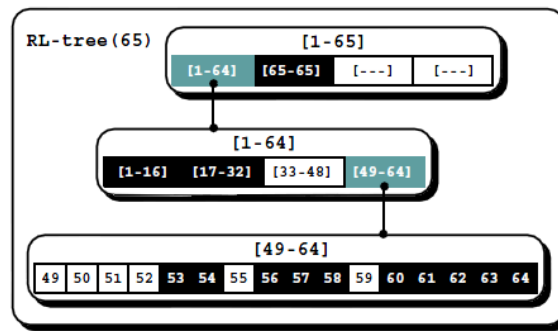 RL-tree(65)
[1-65]
[1-64] [65-65] [---] [---]
[1-64]
[1-16] [17-32] [33-48] [49-64]
[49-64]
49 50 51 52 53 54 55 56 57 58 59 60 61 62 63 64